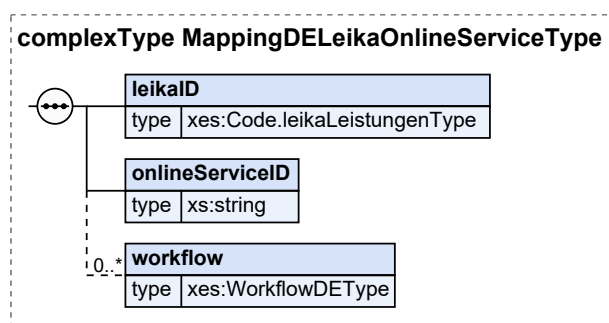 complexType MappingDELeikaOnlineServiceType
leikaID
type xes:Code.leikaLeistungenType
onlineServiceID
type xs:string
0..* workflow
type xes:WorkflowDEType